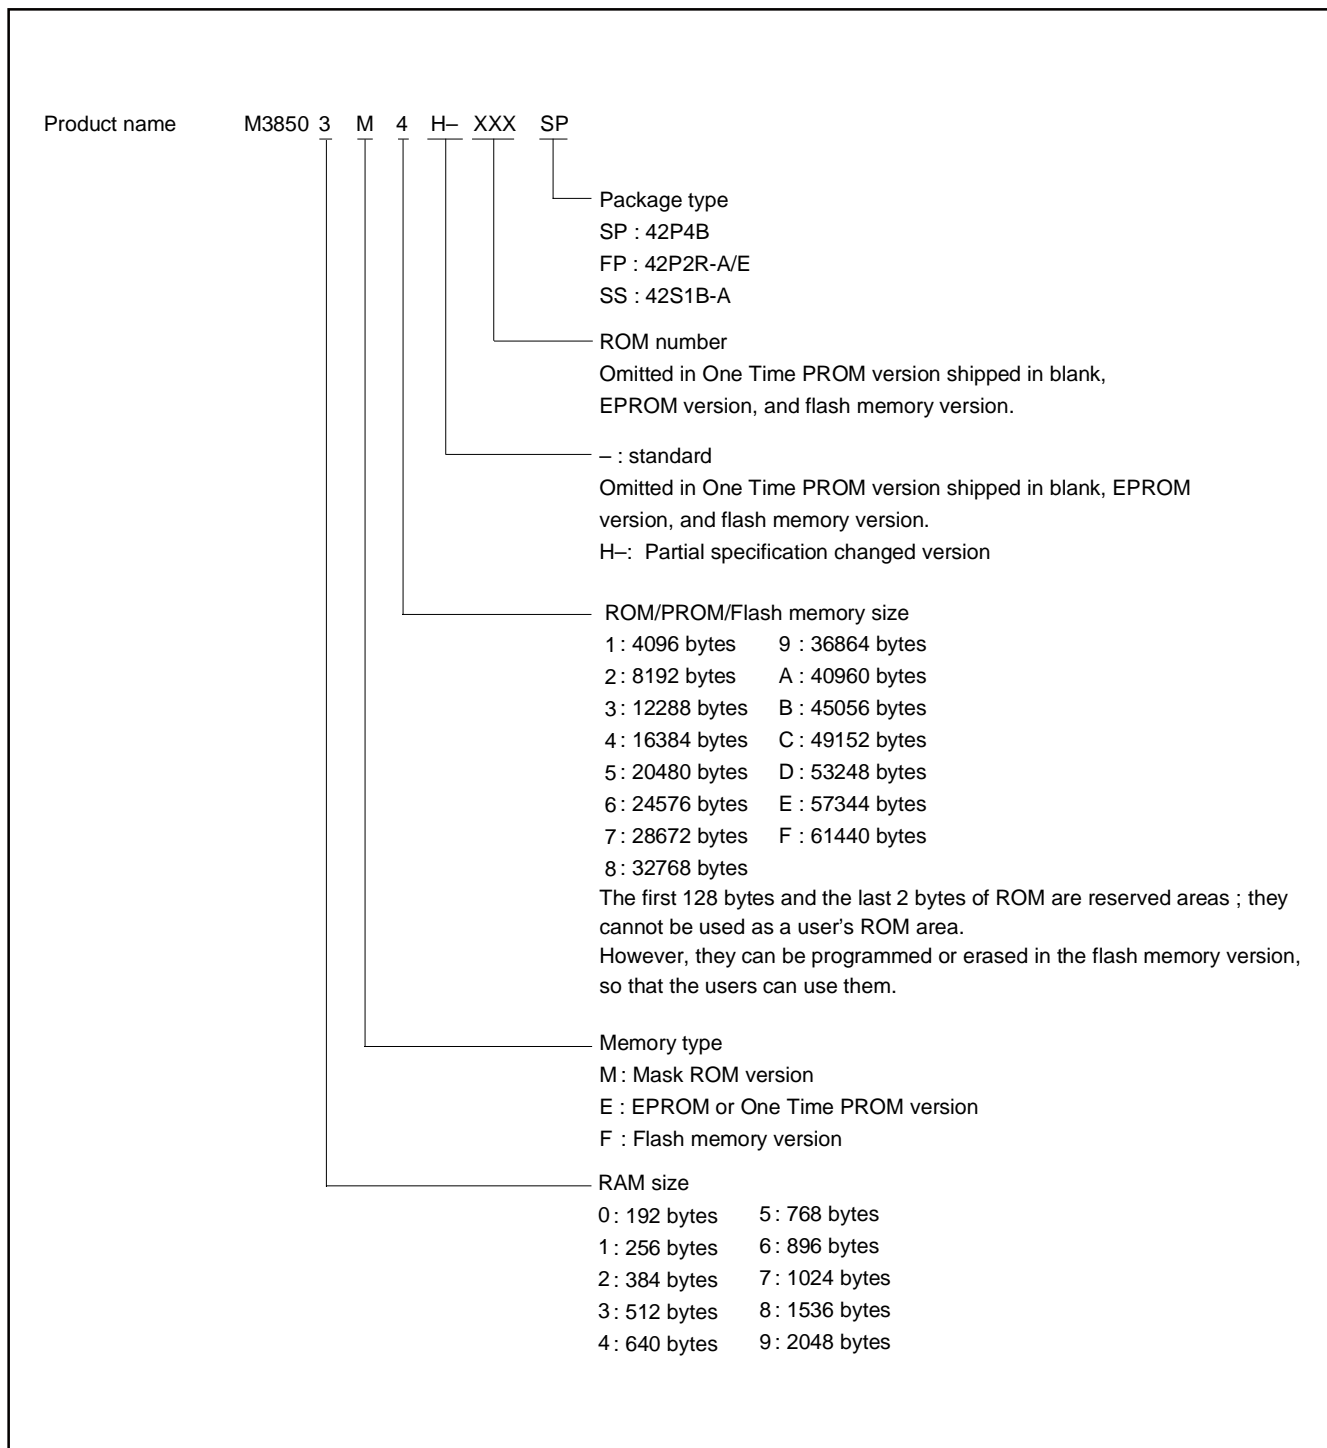 Product name M3850 3 M 4 H– XXX SP
Package type
SP : 42P4B
FP : 42P2R-A/E
SS : 42S1B-A
ROM number
Omitted in One Time PROM version shipped in blank,
EPROM version, and flash memory version.
– : standard
Omitted in One Time PROM version shipped in blank, EPROM
version, and flash memory version.
H–: Partial specification changed version
ROM/PROM/Flash memory size
1 : 4096 bytes 9 : 36864 bytes
2 : 8192 bytes A : 40960 bytes
3 : 12288 bytes B : 45056 bytes
4 : 16384 bytes C : 49152 bytes
5 : 20480 bytes D : 53248 bytes
6 : 24576 bytes E : 57344 bytes
7 : 28672 bytes F : 61440 bytes
8 : 32768 bytes
The first 128 bytes and the last 2 bytes of ROM are reserved areas ; they
cannot be used as a user’s ROM area.
However, they can be programmed or erased in the flash memory version,
so that the users can use them.
Memory type
M : Mask ROM version
E : EPROM or One Time PROM version
F : Flash memory version
RAM size
0 : 192 bytes 5 : 768 bytes
1 : 256 bytes 6 : 896 bytes
2 : 384 bytes 7 : 1024 bytes
3 : 512 bytes 8 : 1536 bytes
4 : 640 bytes 9 : 2048 bytes